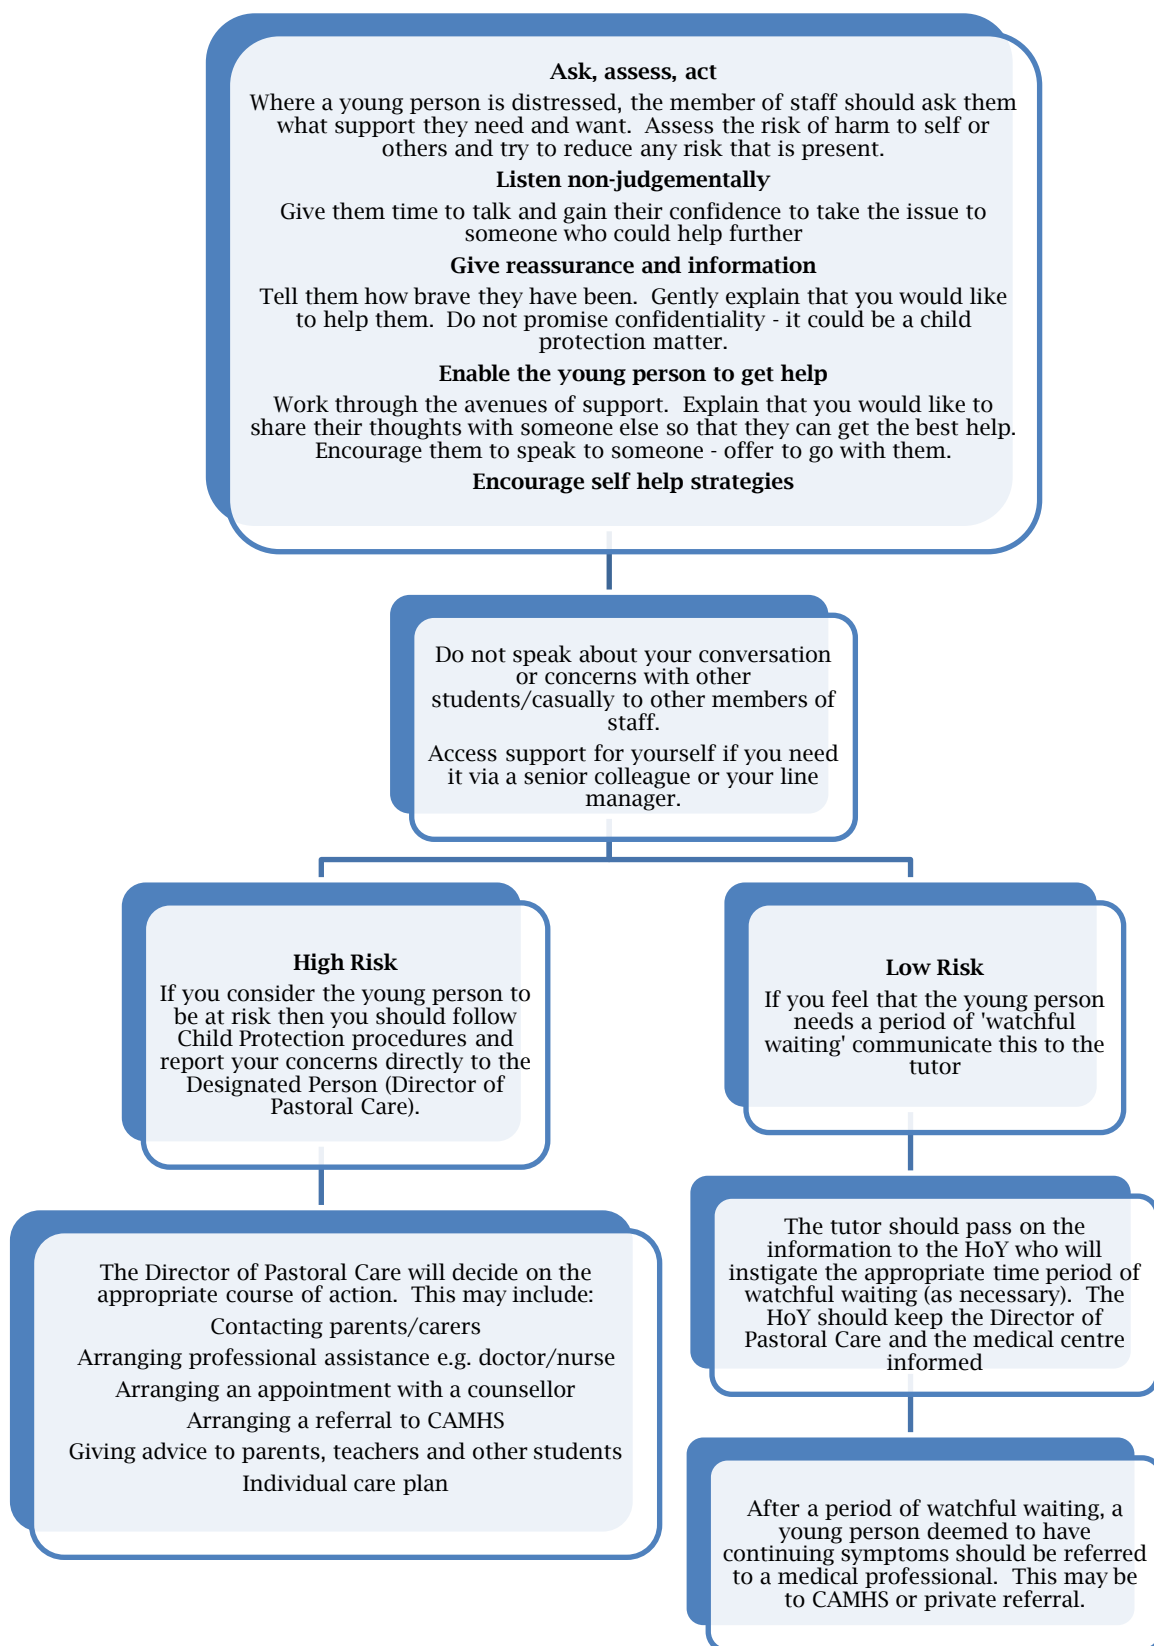 Ask, assess, act
Where a young person is distressed, the member of staff should ask them
what support they need and want.  Assess the risk of harm to self or
others and try to reduce any risk that is present.
Listen non-judgementally
Give them time to talk and gain their confidence to take the issue to
someone who could help further
Give reassurance and information
Tell them how brave they have been.  Gently explain that you would like
to help them.  Do not promise confidentiality - it could be a child
protection matter.
Enable the young person to get help
Work through the avenues of support.  Explain that you would like to
share their thoughts with someone else so that they can get the best help.
Encourage them to speak to someone - offer to go with them.
Encourage self help strategies
Do not speak about your conversation
or concerns with other
students/casually to other members of
staff.
Access support for yourself if you need
it via a senior colleague or your line
manager.
High Risk
If you consider the young person to
be at risk then you should follow
Child Protection procedures and
report your concerns directly to the
Designated Person (Director of
Pastoral Care).
The Director of Pastoral Care will decide on the
appropriate course of action.  This may include:
Contacting parents/carers
Arranging professional assistance e.g. doctor/nurse
Arranging an appointment with a counsellor
Arranging a referral to CAMHS
Giving advice to parents, teachers and other students
Individual care plan
Low Risk
If you feel that the young person
needs a period of 'watchful
waiting' communicate this to the
tutor
The tutor should pass on the
information to the HoY who will
instigate the appropriate time period of
watchful waiting (as necessary).  The
HoY should keep the Director of
Pastoral Care and the medical centre
informed
After a period of watchful waiting, a
young person deemed to have
continuing symptoms should be referred
to a medical professional.  This may be
to CAMHS or private referral.